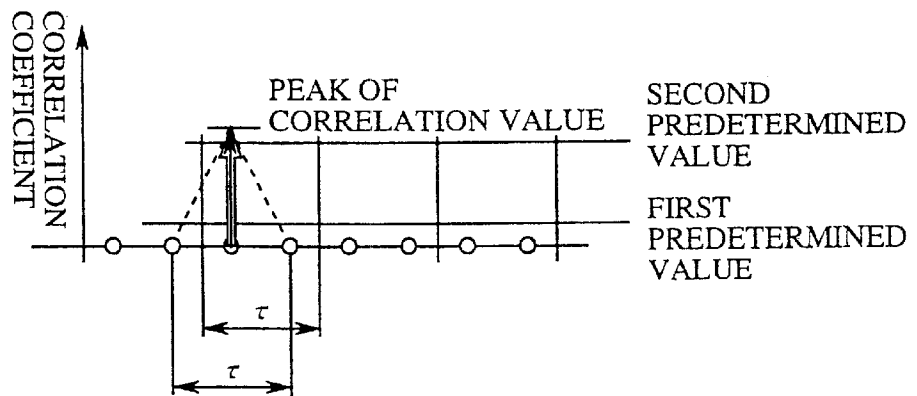 CORRELATION
COEFFICIENT
PEAK OF
CORRELATION VALUE
SECOND
PREDETERMINED
VALUE
FIRST
PREDETERMINED
VALUE
τ
τ